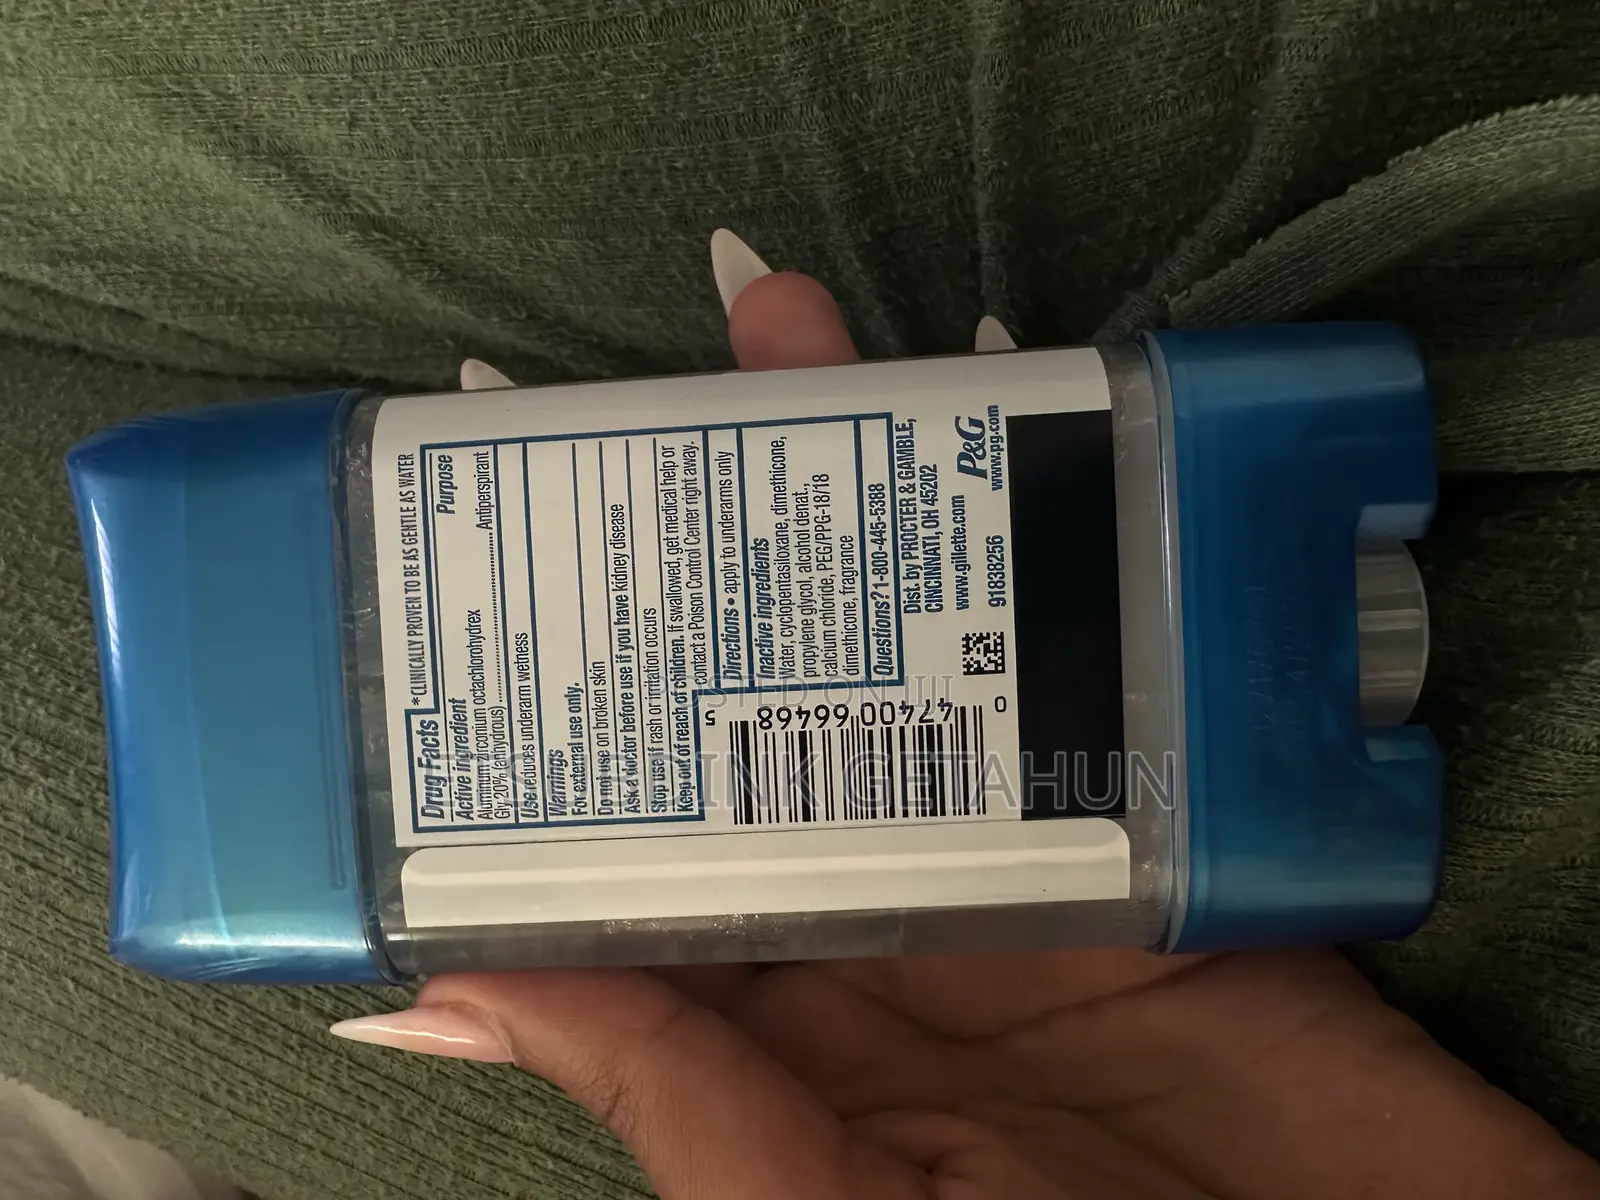 *CLINICALLY PROVEN TO BE AS GENTLE AS WATER
Drug Facts
Active ingredient Purpose
Aluminum zirconium octachlorohydrex
Gly 20% (anhydrous) Antiperspirant
Use reduces underarm wetness
Warnings
For external use only.
Do not use on broken skin
Ask a doctor before use if you have kidney disease
Stop use if rash or irritation occurs
Keep out of reach of children. If swallowed, get medical help or
contact a Poison Control Center right away.
Directions • apply to underarms only
Inactive ingredients
Water, cyclopentasiloxane, dimethicone,
propylene glycol, alcohol denat.,
calcium chloride, PEG/PPG-18/18
dimethicone, fragrance
Questions? 1-800-445-5388
Dist. by PROCTER & GAMBLE,
CINCINNATI, OH 45202
www.gillette.com
P&G
91838256 www.pg.com
0 47400 66468 5
POSTED ON JIJI
GETAHUN